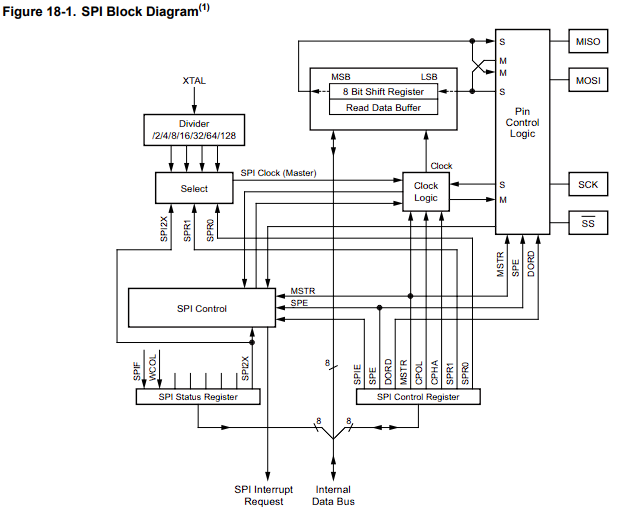 Figure 18-1. SPI Block Diagram(1)
XTAL
Divider
/2/4/8/16/32/64/128
Select
SPI Clock (Master)
SPI2X
SPR1
SPR0
MSB
LSB
8 Bit Shift Register
Read Data Buffer
Clock
Clock
Logic
S
M
M
S
S
M
Pin
Control
Logic
MISO
MOSI
SCK
SS
MSTR
SPE
DORD
SPI Control
MSTR
SPE
SPIF
WCOL
SPI2X
SPI Status Register
8
SPIE
SPE
DORD
MSTR
CPOL
CPHA
SPR1
SPR0
SPI Control Register
8
8
SPI Interrupt
Request
Internal
Data Bus